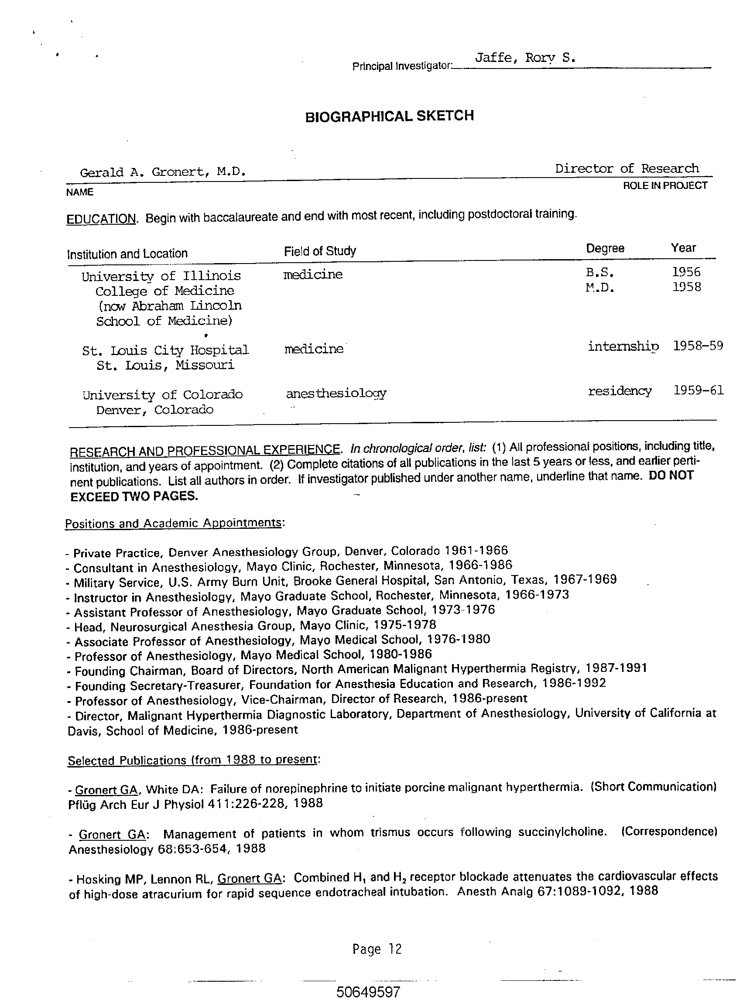 Principal Investigator: Jaffe, Rory S.
BIOGRAPHICAL SKETCH
Gerald A. Gronert, M.D. Director of Research
NAME ROLE IN PROJECT
EDUCATION. Begin with baccalaureate and end with most recent, including postdoctoral training.
Institution and Location Field of Study Degree Year
University of Illinois medicine B.S. 1956
College of Medicine M.D. 1958
(now Abraham Lincoln
School of Medicine)
St. Louis City Hospital medicine internship 1958-59
St. Louis, Missouri
University of Colorado anesthesiology residency 1959-61
Denver, Colorado
RESEARCH AND PROFESSIONAL EXPERIENCE. In chronological order, list: (1) All professional positions, including title,
institution, and years of appointment. (2) Complete citations of all publications in the last 5 years or less, and earlier perti-
nent publications. List all authors in order. If investigator published under another name, underline that name. DO NOT
EXCEED TWO PAGES.
Positions and Academic Appointments:
- Private Practice, Denver Anesthesiology Group, Denver, Colorado 1961-1966
- Consultant in Anesthesiology, Mayo Clinic, Rochester, Minnesota, 1966-1986
- Military Service, U.S. Army Burn Unit, Brooke General Hospital, San Antonio, Texas, 1967-1969
- Instructor in Anesthesiology, Mayo Graduate School, Rochester, Minnesota, 1966-1973
- Assistant Professor of Anesthesiology, Mayo Graduate School, 1973-1976
- Head, Neurosurgical Anesthesia Group, Mayo Clinic, 1975-1978
- Associate Professor of Anesthesiology, Mayo Medical School, 1976-1980
- Professor of Anesthesiology, Mayo Medical School, 1980-1986
- Founding Chairman, Board of Directors, North American Malignant Hyperthermia Registry, 1987-1991
- Founding Secretary-Treasurer, Foundation for Anesthesia Education and Research, 1986-1992
- Professor of Anesthesiology, Vice-Chairman, Director of Research, 1986-present
- Director, Malignant Hyperthermia Diagnostic Laboratory, Department of Anesthesiology, University of California at
Davis, School of Medicine, 1986-present
Selected Publications (from 1988 to present:
- Gronert GA, White DA: Failure of norepinephrine to initiate porcine malignant hyperthermia. (Short Communication)
Pflüg Arch Eur J Physiol 411:226-228, 1988
- Gronert GA: Management of patients in whom trismus occurs following succinylcholine. (Correspondence)
Anesthesiology 68:653-654, 1988
- Hosking MP, Lennon RL, Gronert GA: Combined H₁ and H₂ receptor blockade attenuates the cardiovascular effects
of high-dose atracurium for rapid sequence endotracheal intubation. Anesth Analg 67:1089-1092, 1988
Page 12
50649597